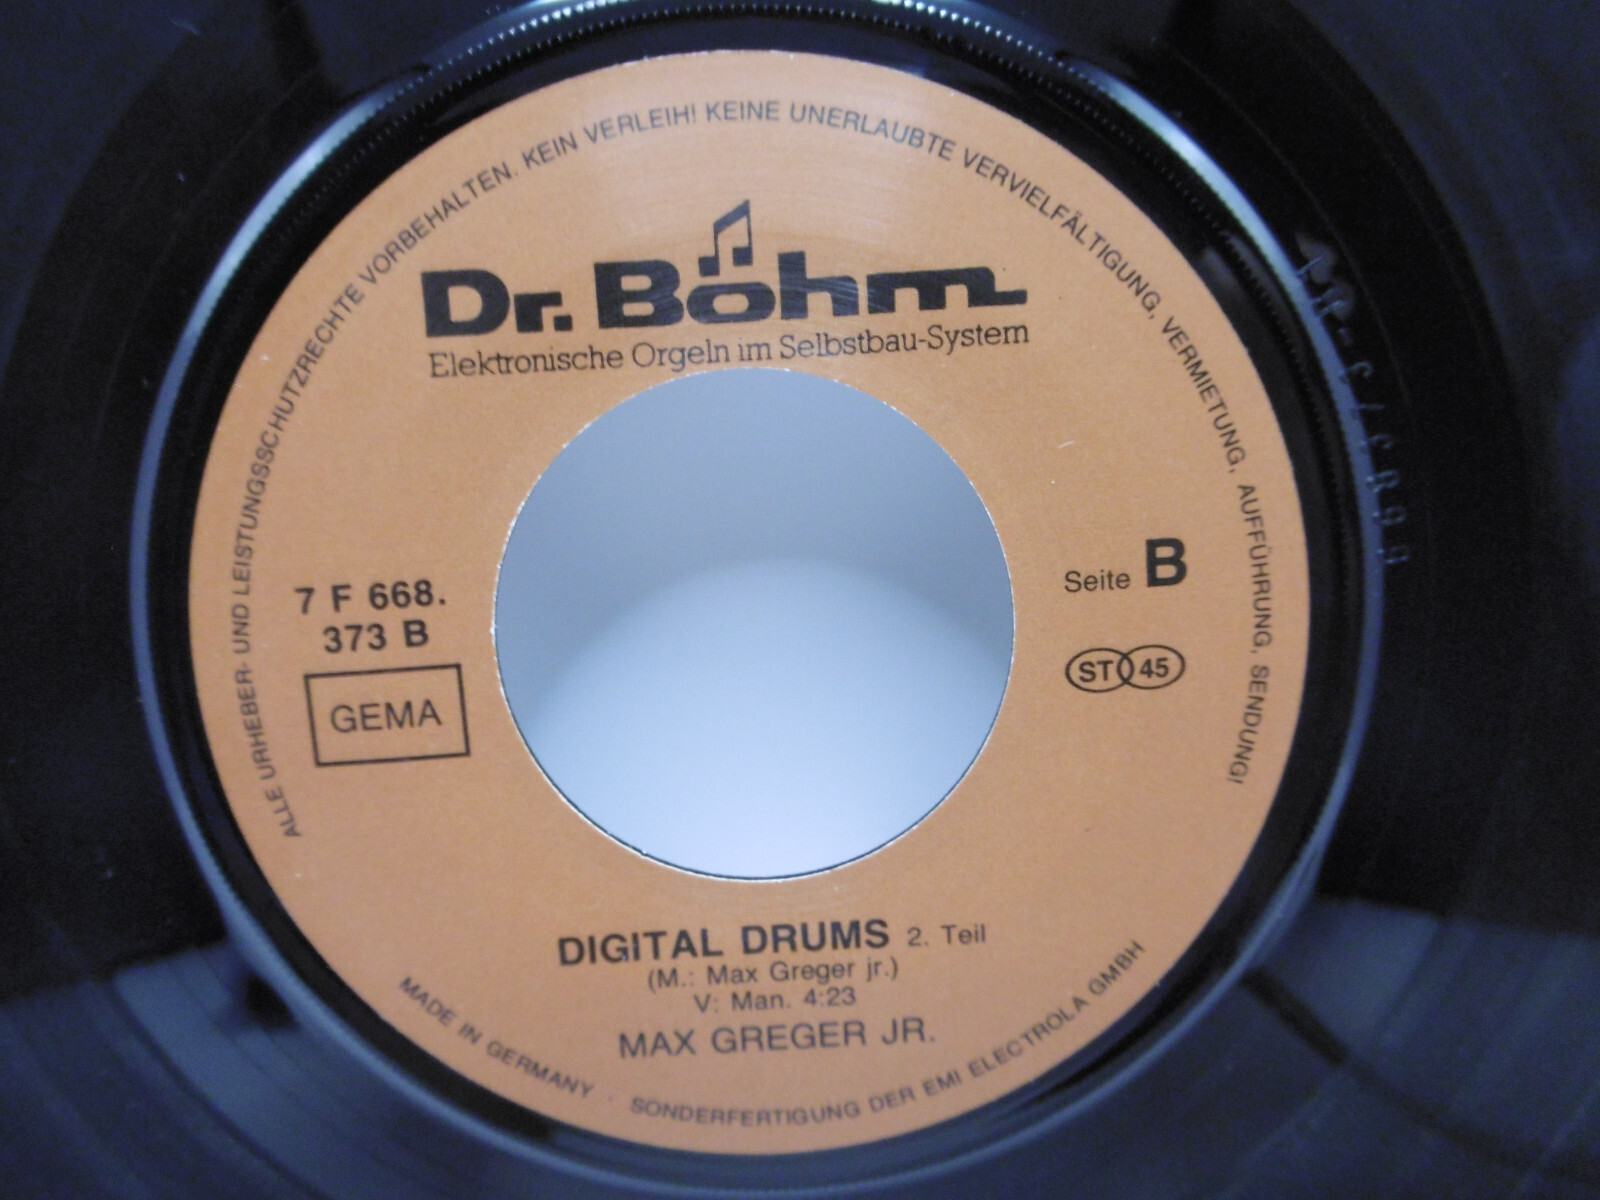 ALLE URHEBER- UND LEISTUNGSSCHUTZRECHTE VORBEHALTEN. KEIN VERLEIH! KEINE UNERLAUBTE VERVIELFÄLTIGUNG, VERMIETUNG, AUFFÜHRUNG, SENDUNG!
Dr. Böhm
Elektronische Orgeln im Selbstbau-System
7 F 668.
373 B
GEMA
Seite B
ST 45
DIGITAL DRUMS 2. Teil
(M.: Max Greger jr.)
V: Man. 4:23
MAX GREGER JR.
MADE IN GERMANY SONDERFERTIGUNG DER EMI ELECTROLA GMBH